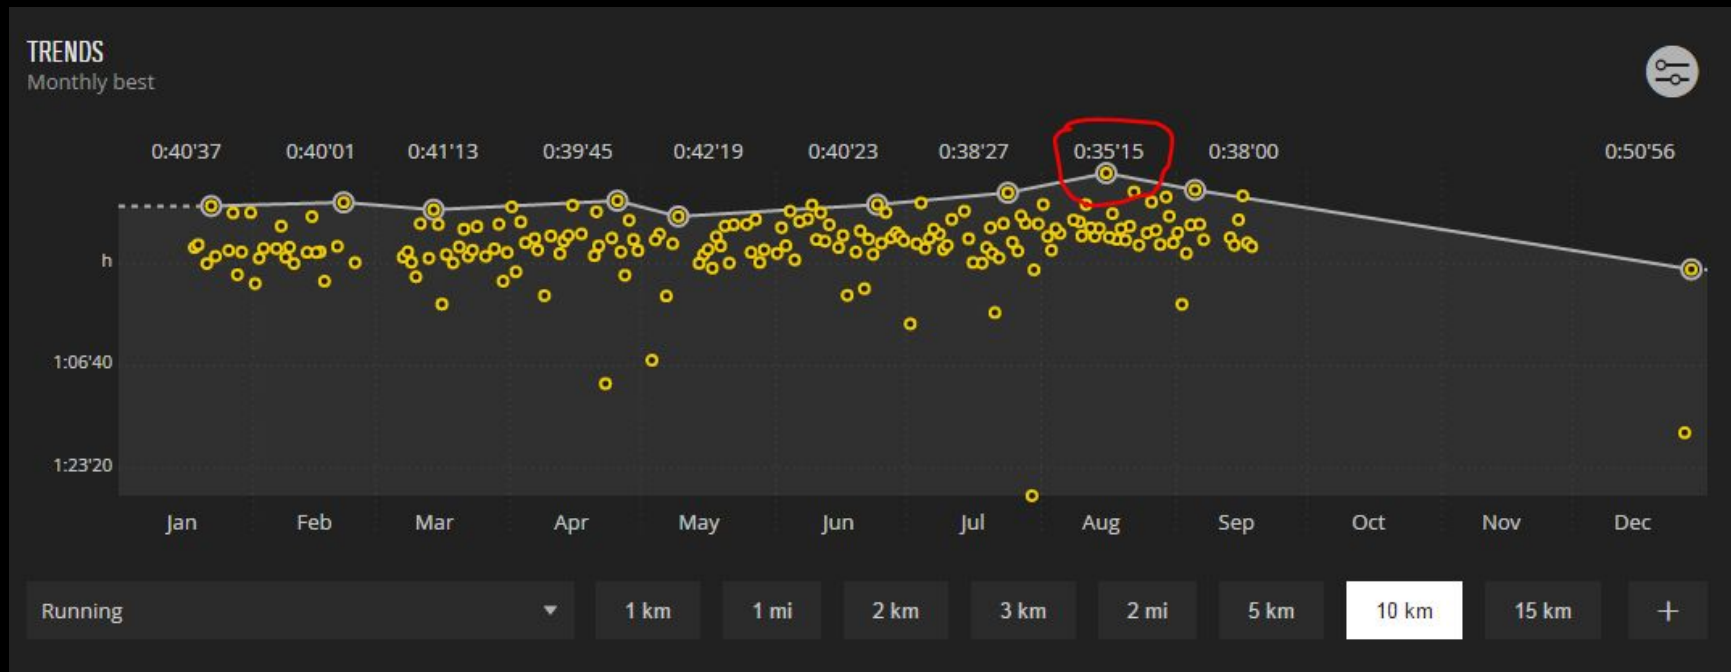 TRENDS
Monthly best
0:40'37 0:40'01 0:41'13 0:39'45 0:42'19 0:40'23 0:38'27 0:35'15 0:38'00 0:50'56
h
1:06'40
1:23'20
Jan Feb Mar Apr May Jun Jul Aug Sep Oct Nov Dec
Running 1 km 1 mi 2 km 3 km 2 mi 5 km 10 km 15 km +